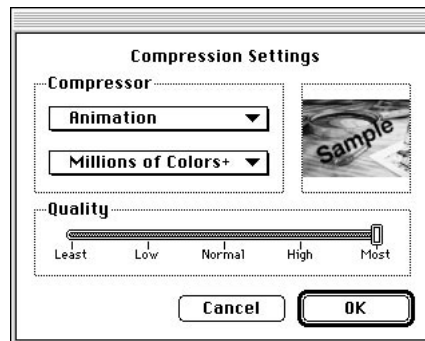 Compression Settings
Compressor
Animation
Millions of Colors+
Sample
Quality
Least Low Normal High Most
Cancel OK